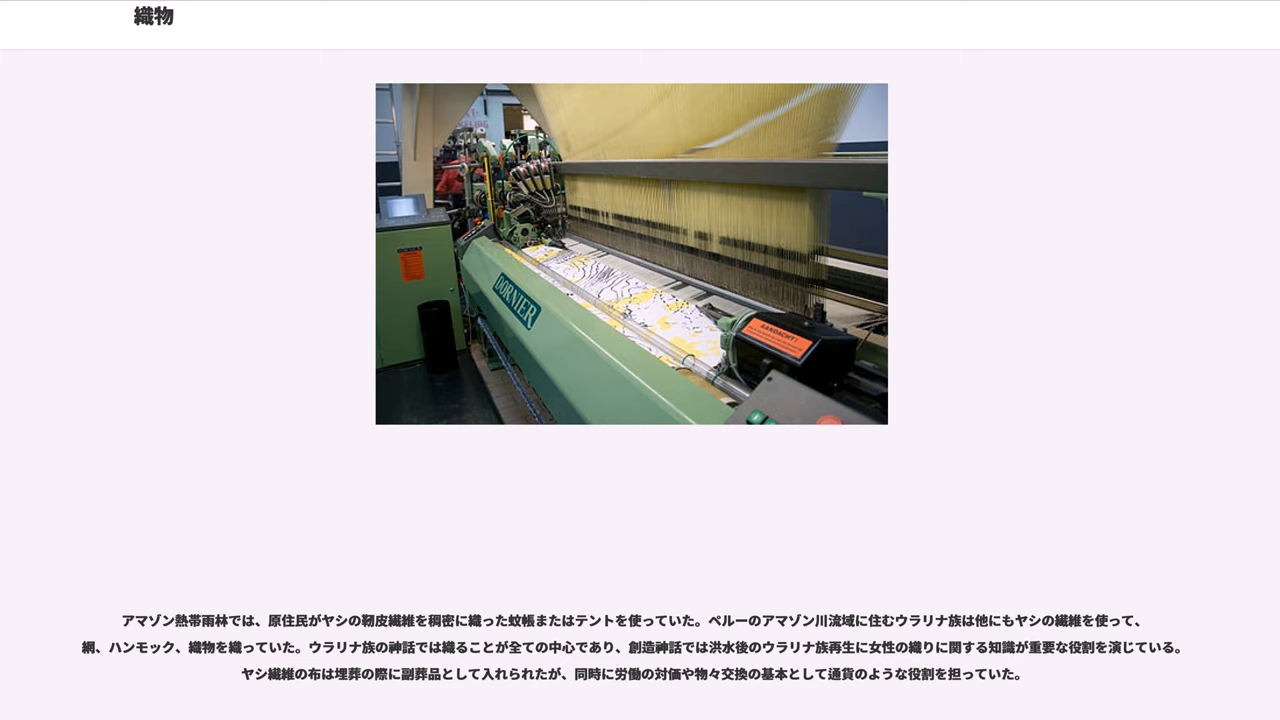 織物
DORNIER
AANDACHT!
アマゾン熱帯雨林では、原住民がヤシの靭皮繊維を稠密に織った蚊帳またはテントを使っていた。ペルーのアマゾン川流域に住むウラリナ族は他にもヤシの繊維を使って、
網、ハンモック、織物を織っていた。ウラリナ族の神話では織ることが全ての中心であり、創造神話では洪水後のウラリナ族再生に女性の織りに関する知識が重要な役割を演じている。
ヤシ繊維の布は埋葬の際に副葬品として入れられたが、同時に労働の対価や物々交換の基本として通貨のような役割を担っていた。